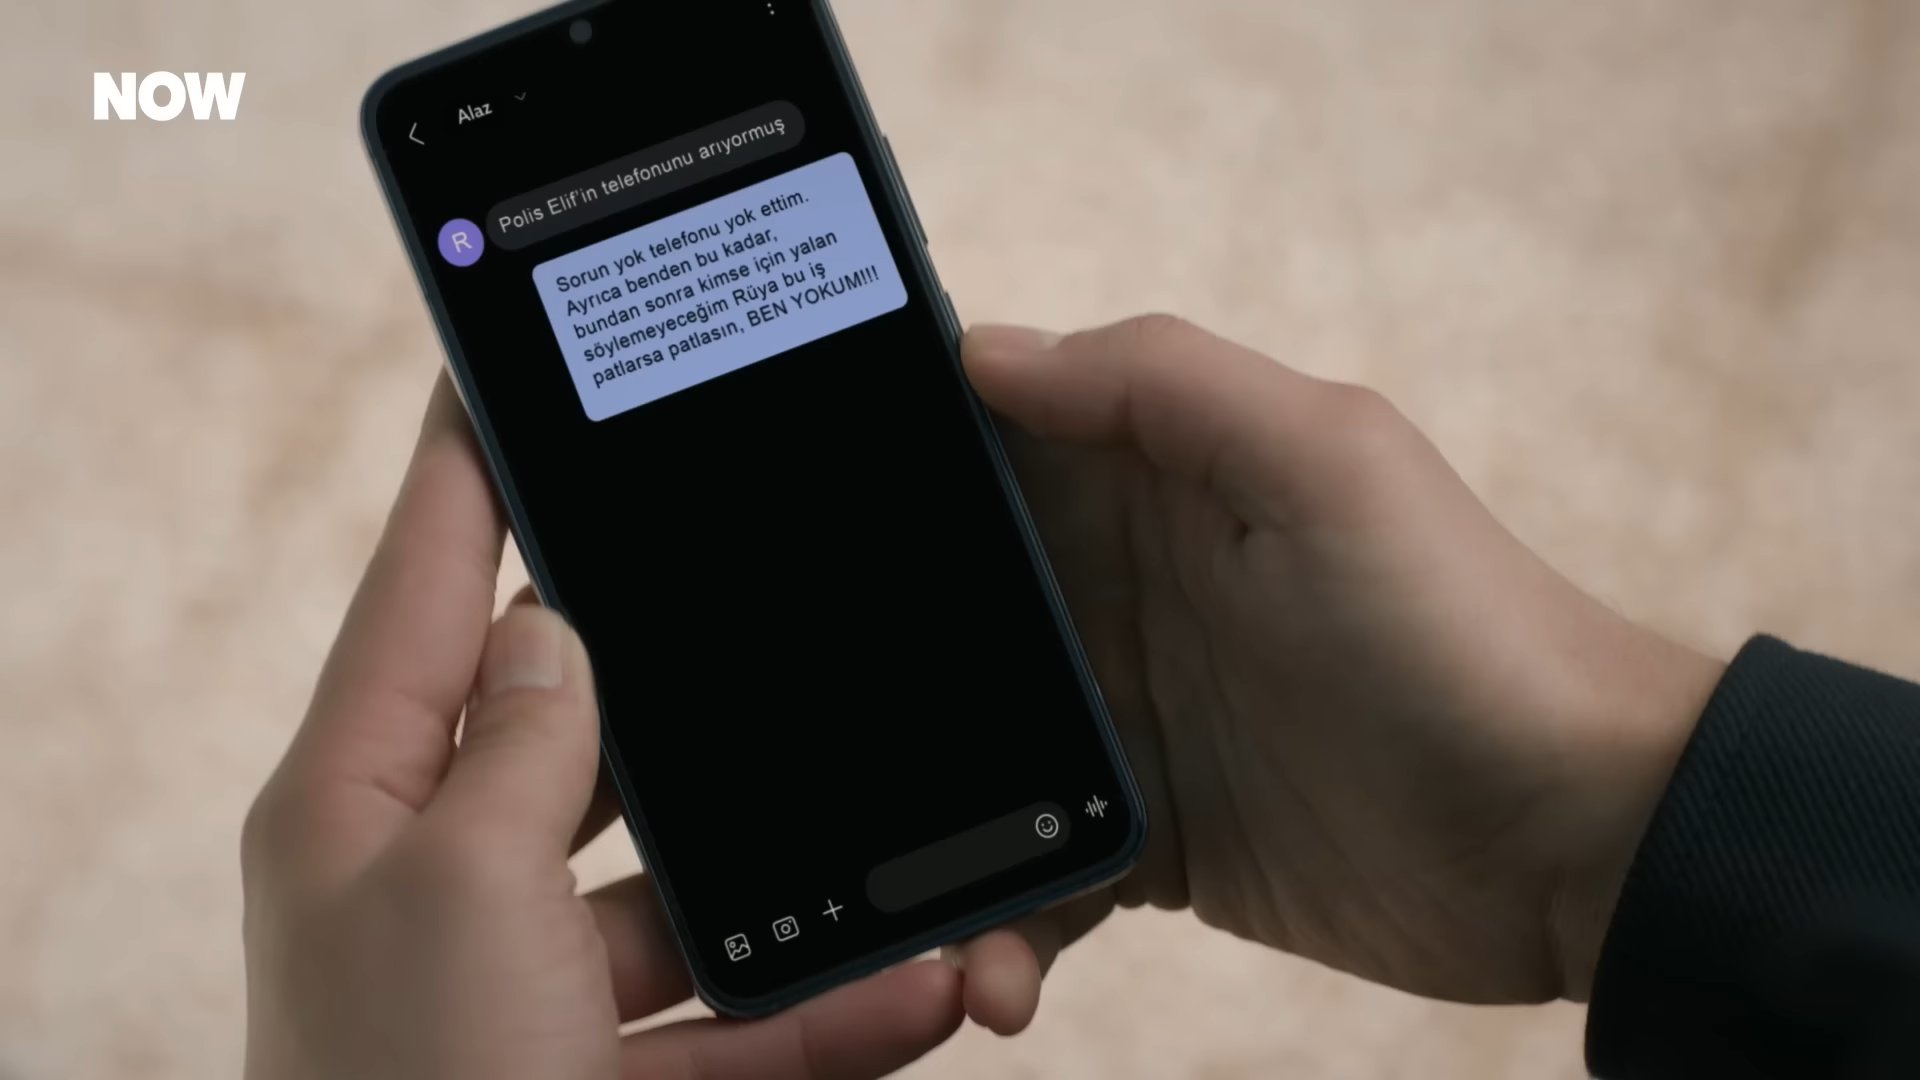 NOW
Alaz
Polis Elif'in telefonunu arıyormuş
R
Sorun yok telefonu yok ettim.
Ayrıca benden bu kadar,
bundan sonra kimse için yalan
söylemeyeceğim Rüya bu iş
patlarsa patlasın, BEN YOKUM!!!